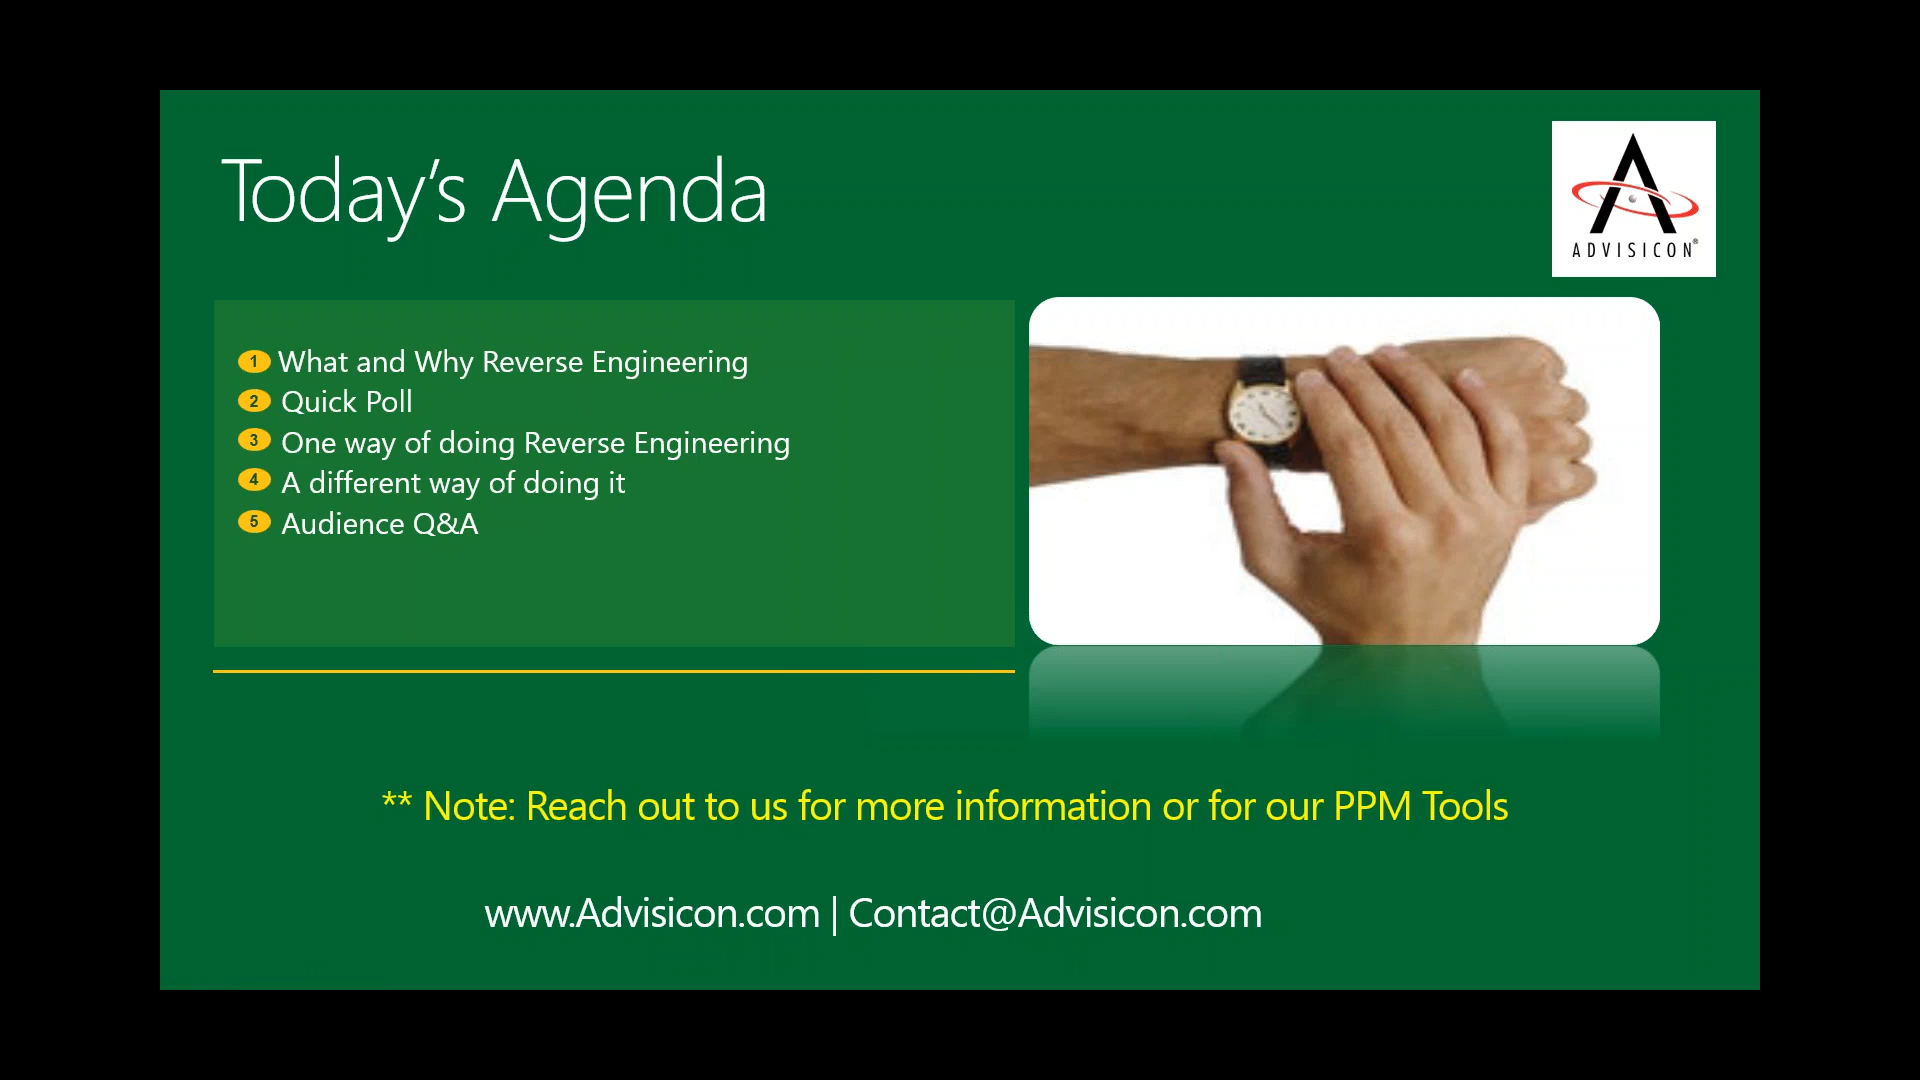 Today’s Agenda
ADVISICON®
1 What and Why Reverse Engineering
2 Quick Poll
3 One way of doing Reverse Engineering
4 A different way of doing it
5 Audience Q&A
** Note: Reach out to us for more information or for our PPM Tools
www.Advisicon.com | Contact@Advisicon.com